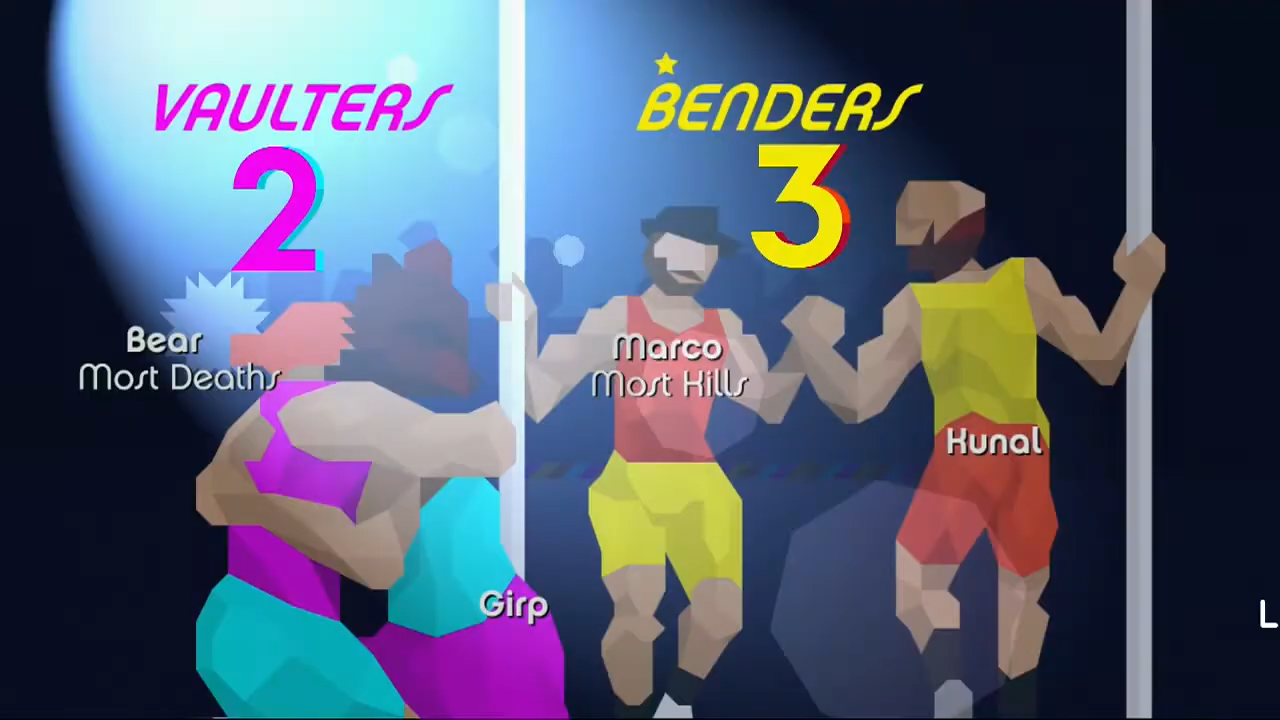 VAULTERS
2
BENDERS
3
Bear
Most Deaths
Marco
Most Kills
Kunal
Girp
L